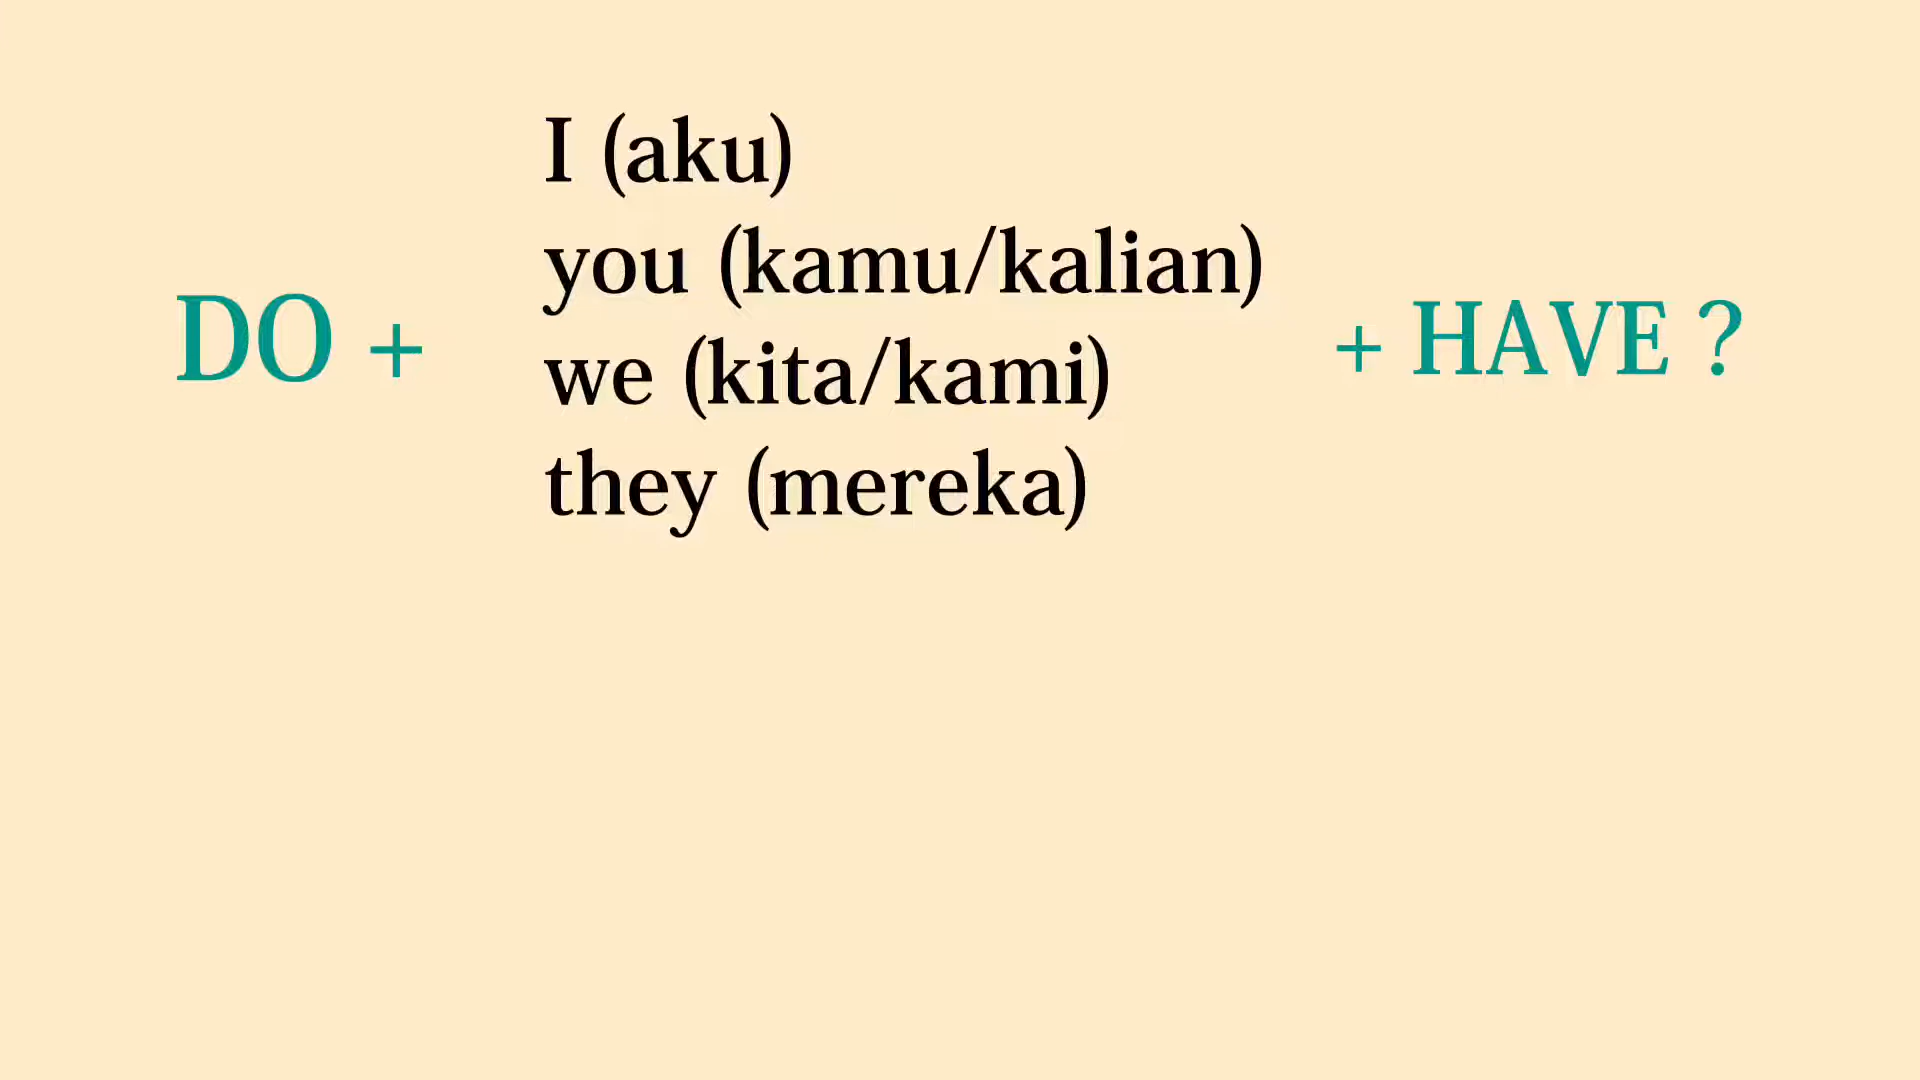 I (aku)
you (kamu/kalian)
DO +
+ HAVE ?
we (kita/kami)
they (mereka)